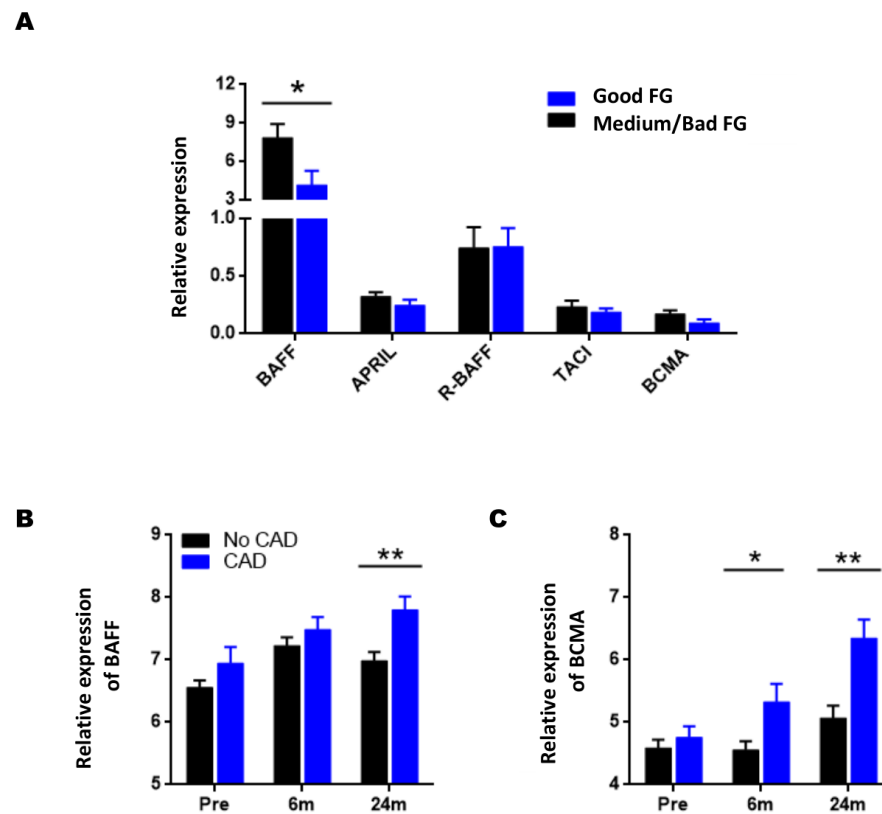 A
12
9
6
3
1.0
0.5
0.0
Relative expression
*
Good FG
Medium/Bad FG
BAFF
APRIL
R-BAFF
TACI
BCMA
B
9
8
7
6
5
Relative expression
of BAFF
No CAD
CAD
**
Pre
6m
24m
C
8
7
6
5
4
Relative expression
of BCMA
*
**
Pre
6m
24m